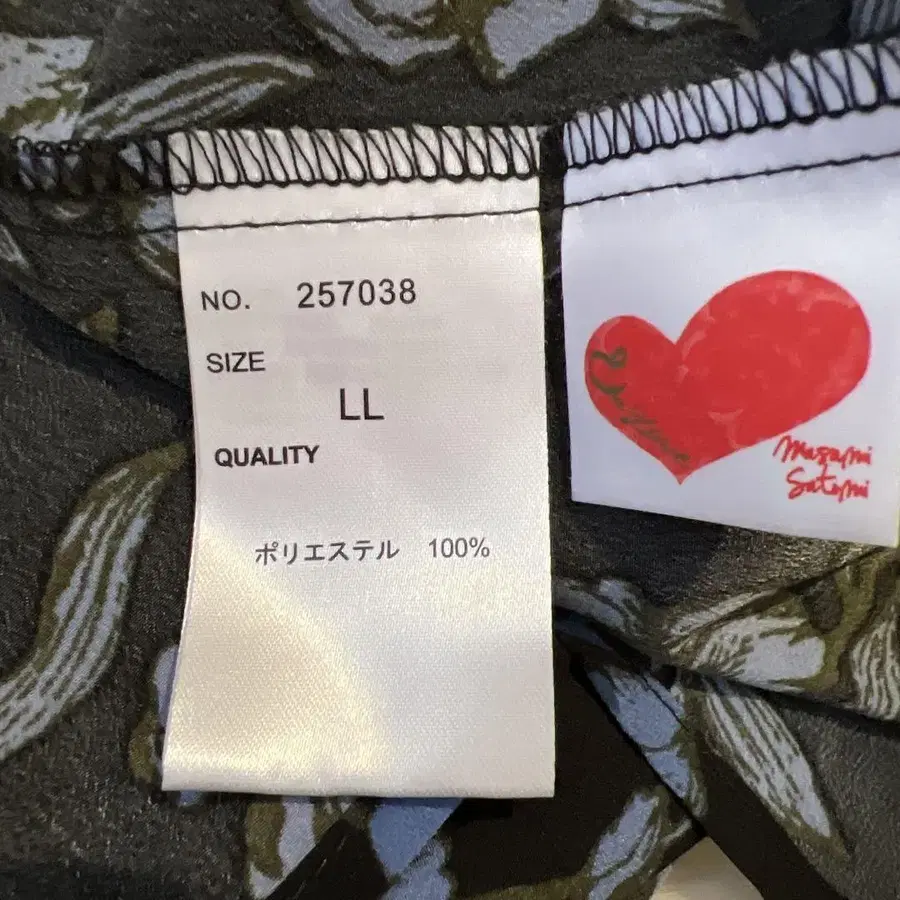 NO. 257038
SIZE
LL
QUALITY
ポリエステル 100%
Masami
Satomi